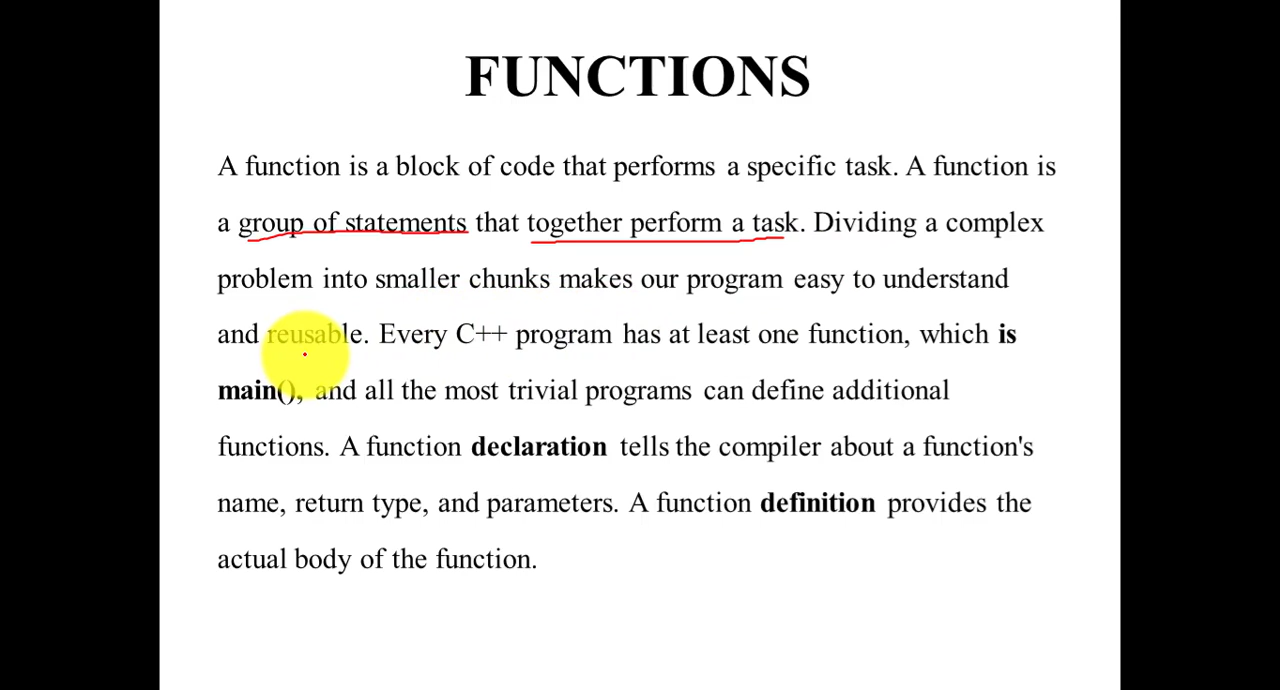 FUNCTIONS
A function is a block of code that performs a specific task. A function is
a group of statements that together perform a task. Dividing a complex
problem into smaller chunks makes our program easy to understand
and reusable. Every C++ program has at least one function, which is
main(), and all the most trivial programs can define additional
functions. A function declaration tells the compiler about a function's
name, return type, and parameters. A function definition provides the
actual body of the function.